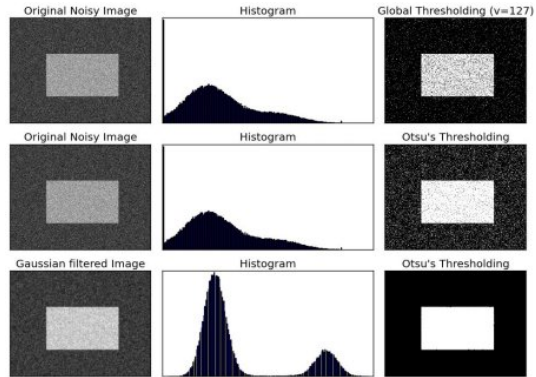 Original Noisy Image Histogram Global Thresholding (v=127)
Original Noisy Image Histogram Otsu's Thresholding
Gaussian filtered Image Histogram Otsu's Thresholding